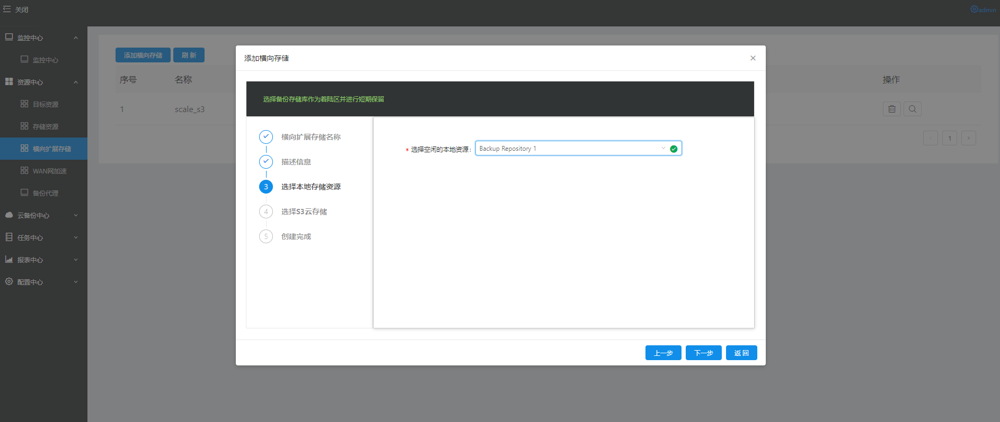 关闭
admin
监控中心
监控中心
资源中心
目标资源
存储资源
横向扩展存储
WAN网加速
备份代理
云备份中心
任务中心
报表中心
配置中心
添加横向存储
刷 新
序号
名称
操作
1
scale_s3
1
添加横向存储
选择备份存储库作为着陆区并进行短期保留
横向扩展存储名称
描述信息
3 选择本地存储资源
4 选择S3云存储
5 创建完成
* 选择空闲的本地资源: Backup Repository 1
上一步
下一步
返 回